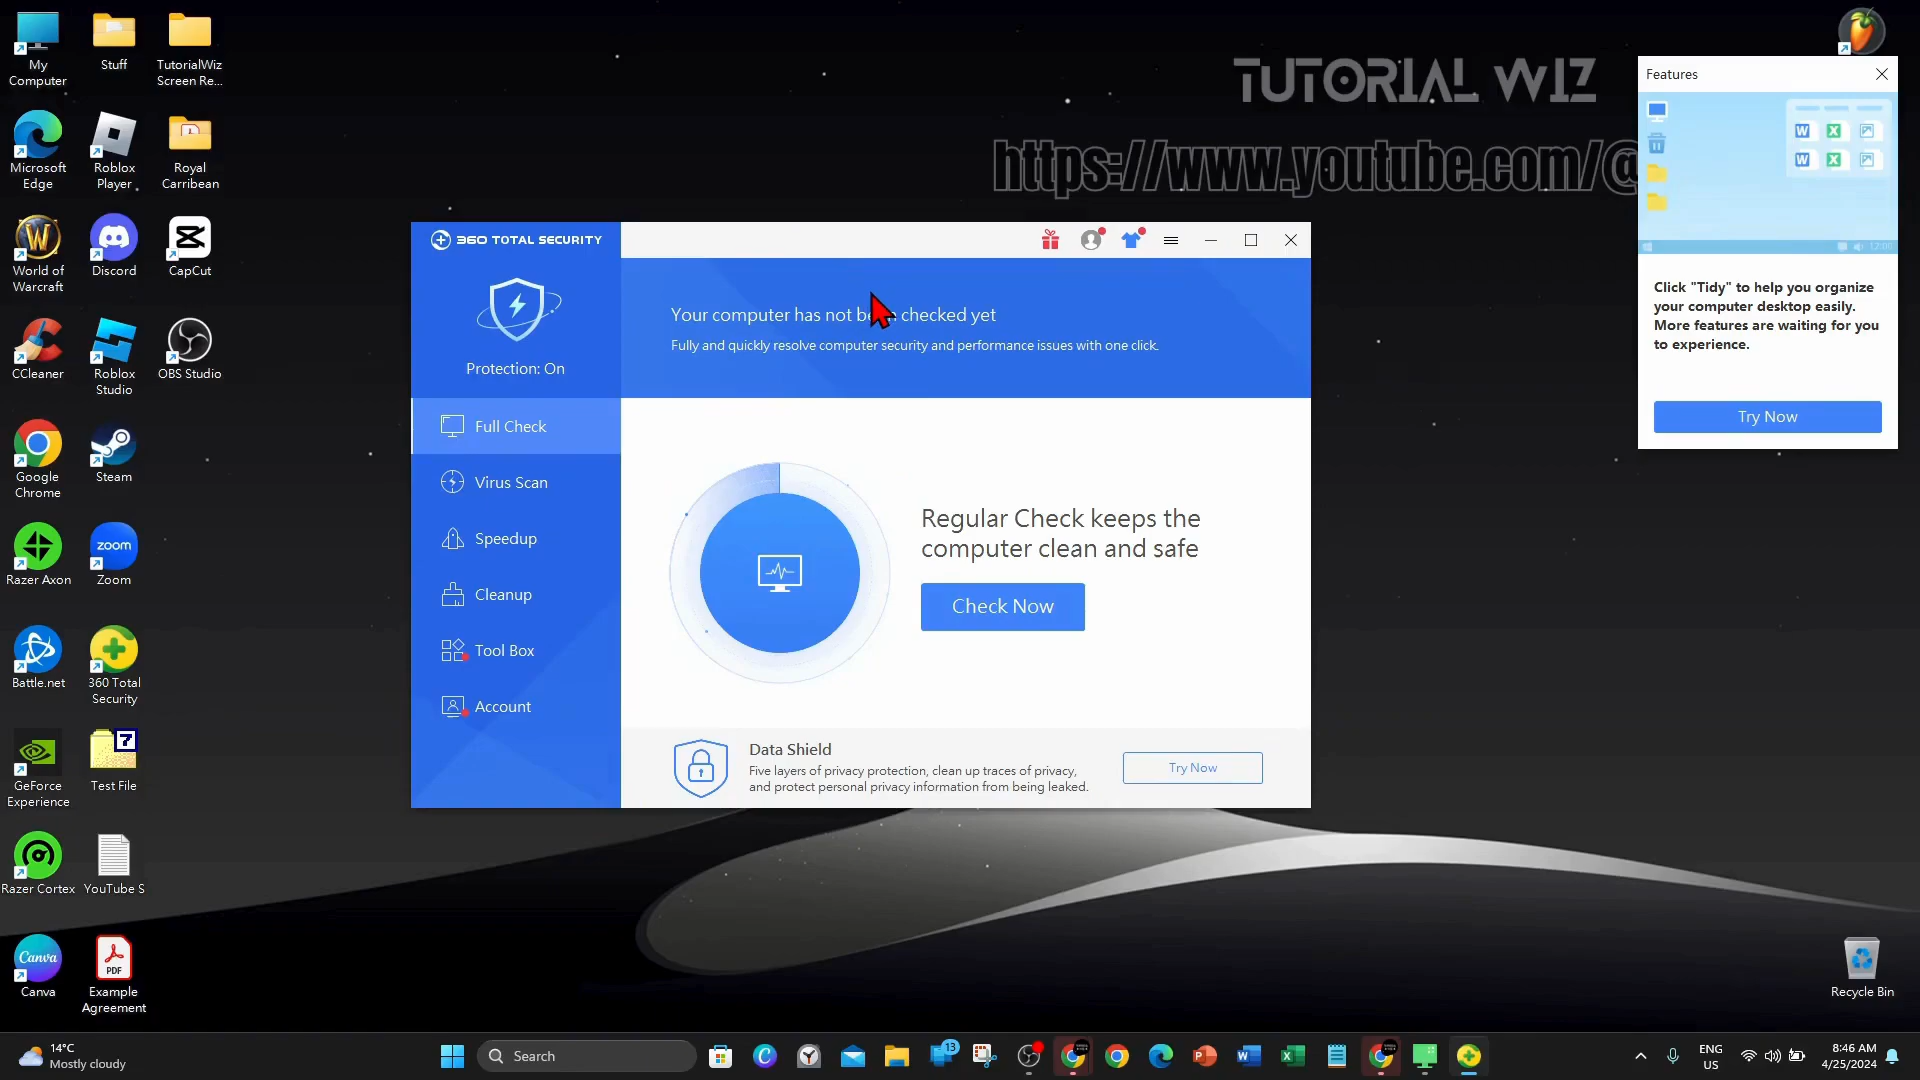 My
Computer
Stuff
TutorialWiz
Screen Re...
Microsoft
Edge
Roblox
Player
Royal
Carribean
World of
Warcraft
Discord
CapCut
CCleaner
Roblox
Studio
OBS Studio
Google
Chrome
Steam
Razer Axon
zoom
Zoom
Battle.net
360 Total
Security
GeForce
Experience
Test File
Razer Cortex
YouTube S
Canva
Canva
PDF
Example
Agreement
TUTORIAL WIZ
https://www.youtube.com/@
360 TOTAL SECURITY
Protection: On
Full Check
Virus Scan
Speedup
Cleanup
Tool Box
Account
Your computer has not been checked yet
Fully and quickly resolve computer security and performance issues with one click.
Regular Check keeps the
computer clean and safe
Check Now
Data Shield
Five layers of privacy protection, clean up traces of privacy,
and protect personal privacy information from being leaked.
Try Now
Features
12:00
Click "Tidy" to help you organize
your computer desktop easily.
More features are waiting for you
to experience.
Try Now
Recycle Bin
14°C
Mostly cloudy
Search
13
ENG
US
8:46 AM
4/25/2024